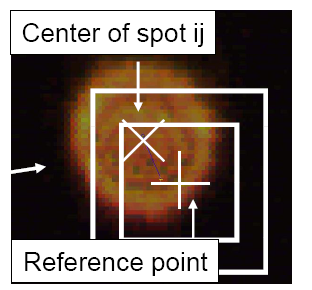 Center of spot ij
Reference point